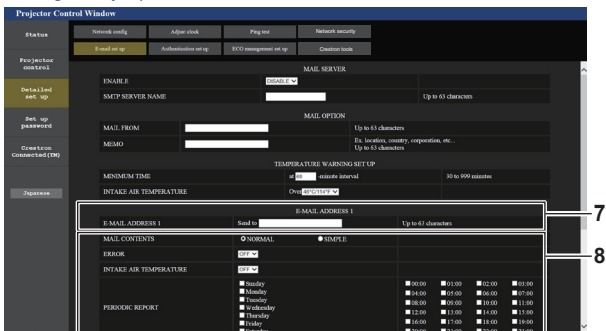 Projector Control Window
Status
Network config Adjust clock Ping test Network security
E-mail set up Authentication set up ECO management set up Crestron tools
Projector control
Detailed set up
Set up password
Crestron Connected(TM)
Japanese
MAIL SERVER
ENABLE DISABLE
SMTP SERVER NAME Up to 63 characters
MAIL OPTION
MAIL FROM Up to 63 characters
MEMO Ex. location, country, corporation, etc...
Up to 63 characters
TEMPERATURE WARNING SET UP
MINIMUM TIME at 60 -minute interval 30 to 999 minutes
INTAKE AIR TEMPERATURE Over 46°C/114°F
E-MAIL ADDRESS 1
E-MAIL ADDRESS 1 Send to Up to 63 characters
7
MAIL CONTENTS NORMAL SIMPLE
8
ERROR OFF
INTAKE AIR TEMPERATURE OFF
PERIODIC REPORT
Sunday 00:00 01:00 02:00 03:00
Monday 04:00 05:00 06:00 07:00
Tuesday 08:00 09:00 10:00 11:00
Wednesday 12:00 13:00 14:00 15:00
Thursday 16:00 17:00 18:00 19:00
Friday